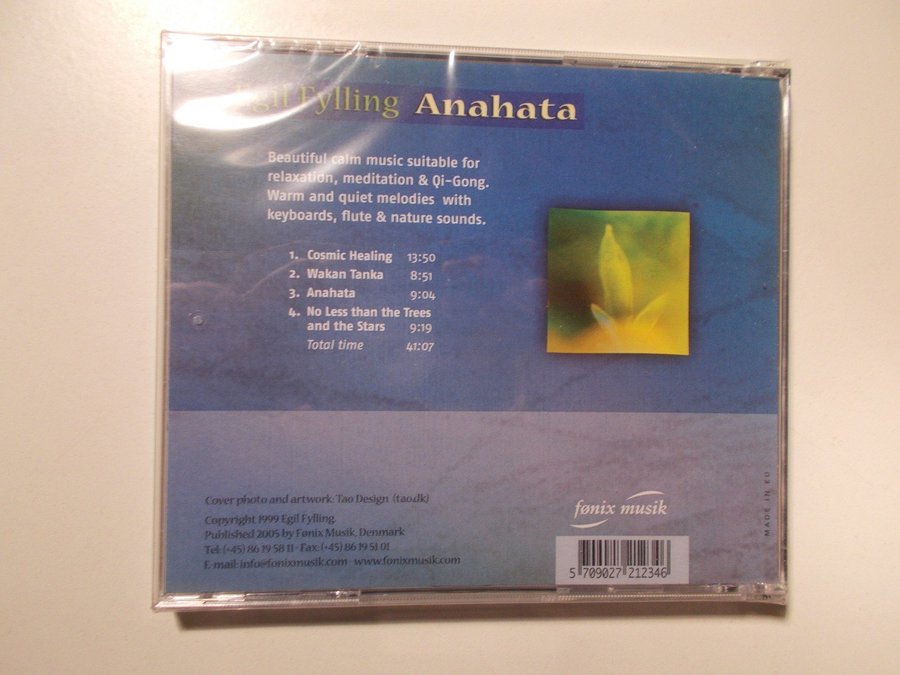 Egil Fylling Anahata
Beautiful calm music suitable for
relaxation, meditation & Qi-Gong.
Warm and quiet melodies with
keyboards, flute & nature sounds.
1. Cosmic Healing 13:50
2. Wakan Tanka 8:51
3. Anahata 9:04
4. No Less than the Trees
and the Stars 9:19
Total time 41:07
Cover photo and artwork: Tao Design (tao.dk)
Copyright 1999 Egil Fylling
Published 2005 by Fønix Musik, Denmark
Tel: (+45) 86 19 58 11 · Fax: (+45) 86 19 51 01
E-mail: info@fonixmusik.com www.fonixmusik.com
fønix musik
5 709027 212346
MADE IN EU